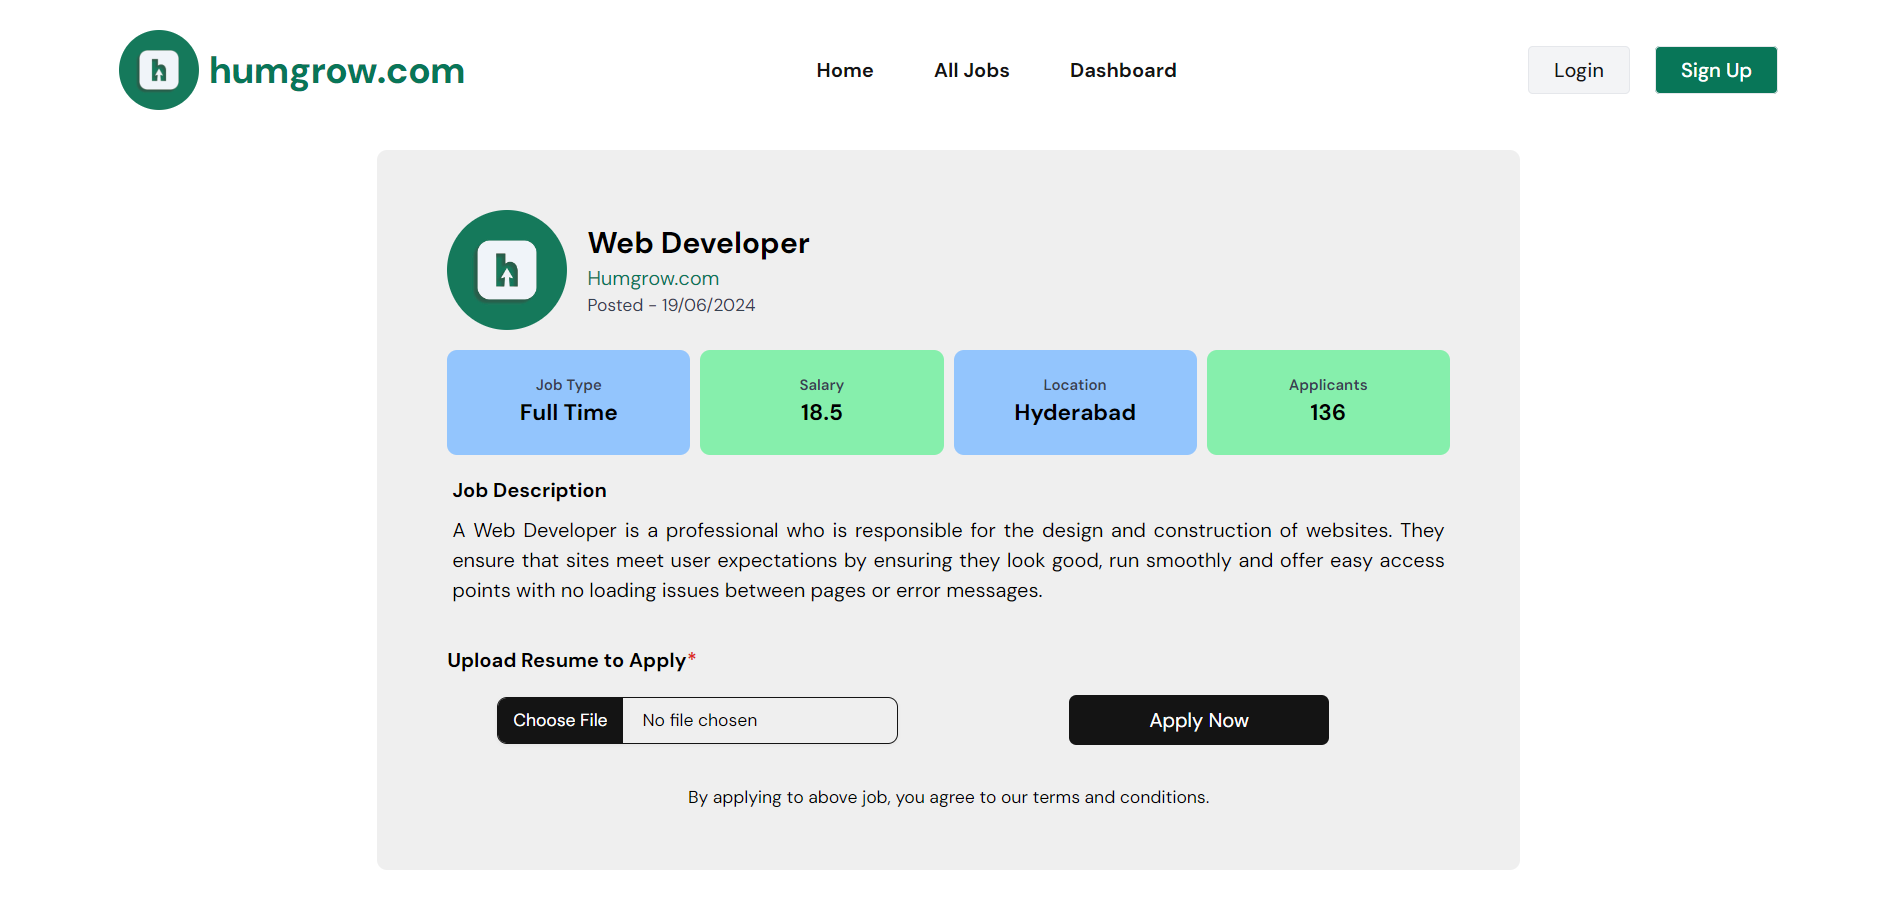 humgrow.com
Home
All Jobs
Dashboard
Login
Sign Up
Web Developer
Humgrow.com
Posted - 19/06/2024
Job Type
Full Time
Salary
18.5
Location
Hyderabad
Applicants
136
Job Description
A Web Developer is a professional who is responsible for the design and construction of websites. They
ensure that sites meet user expectations by ensuring they look good, run smoothly and offer easy access
points with no loading issues between pages or error messages.
Upload Resume to Apply*
Choose File
No file chosen
Apply Now
By applying to above job, you agree to our terms and conditions.